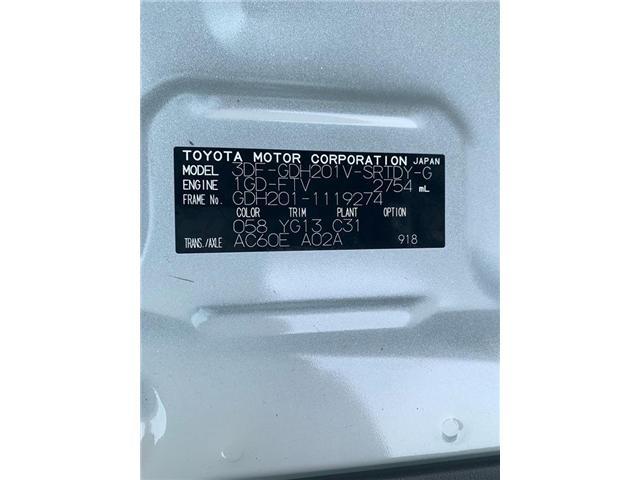 TOYOTA MOTOR CORPORATION JAPAN
MODEL 3DF-GDH201V-SRTDY-G
ENGINE 1GD-FTV 2754 mL
FRAME No. GDH201-1119274
COLOR TRIM PLANT OPTION
058 YG13 C31
TRANS./AXLE AC60E A02A 918